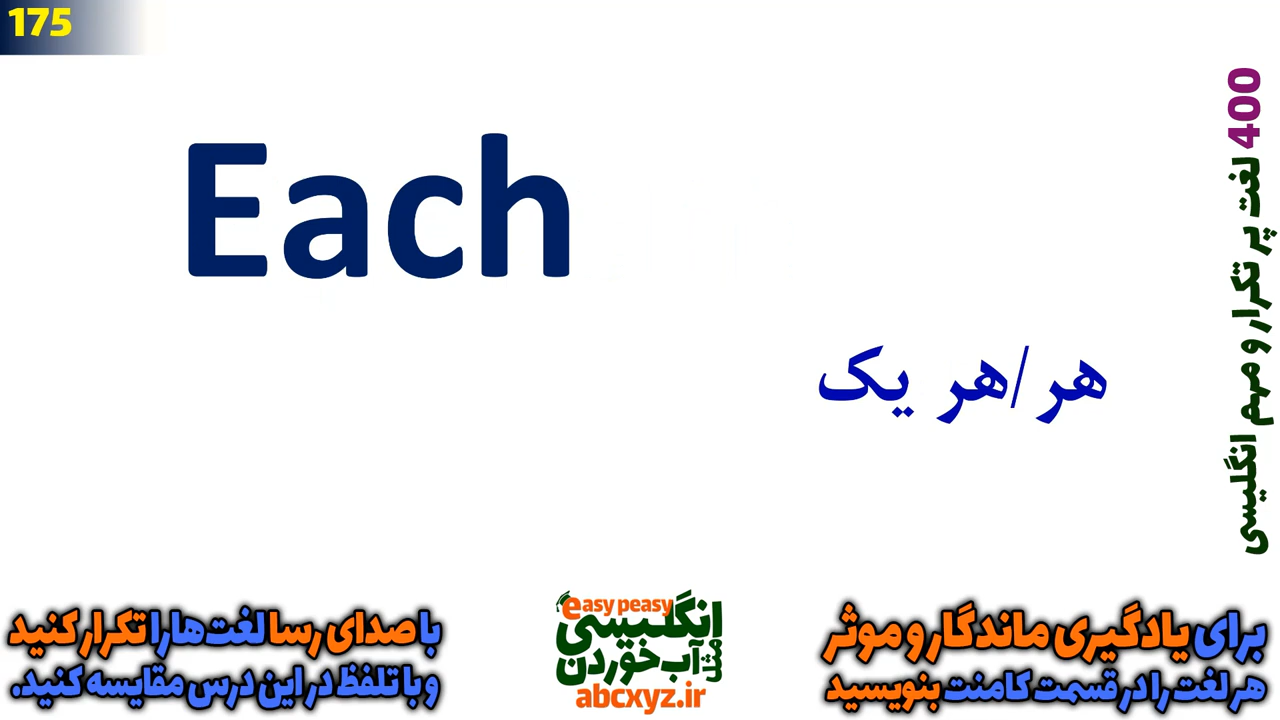 175
Each
هر/هر یک
400 لغت پر تکرار و مهم انگلیسی
برای یادگیری ماندگار و موثر
هر لغت را در قسمت کامنت بنویسید
easy peasy
انگلیسی
مثل آب خوردن
abcxyz.ir
با صدای رسا لغت‌ها را تکرار کنید
و با تلفظ در این درس مقایسه کنید.